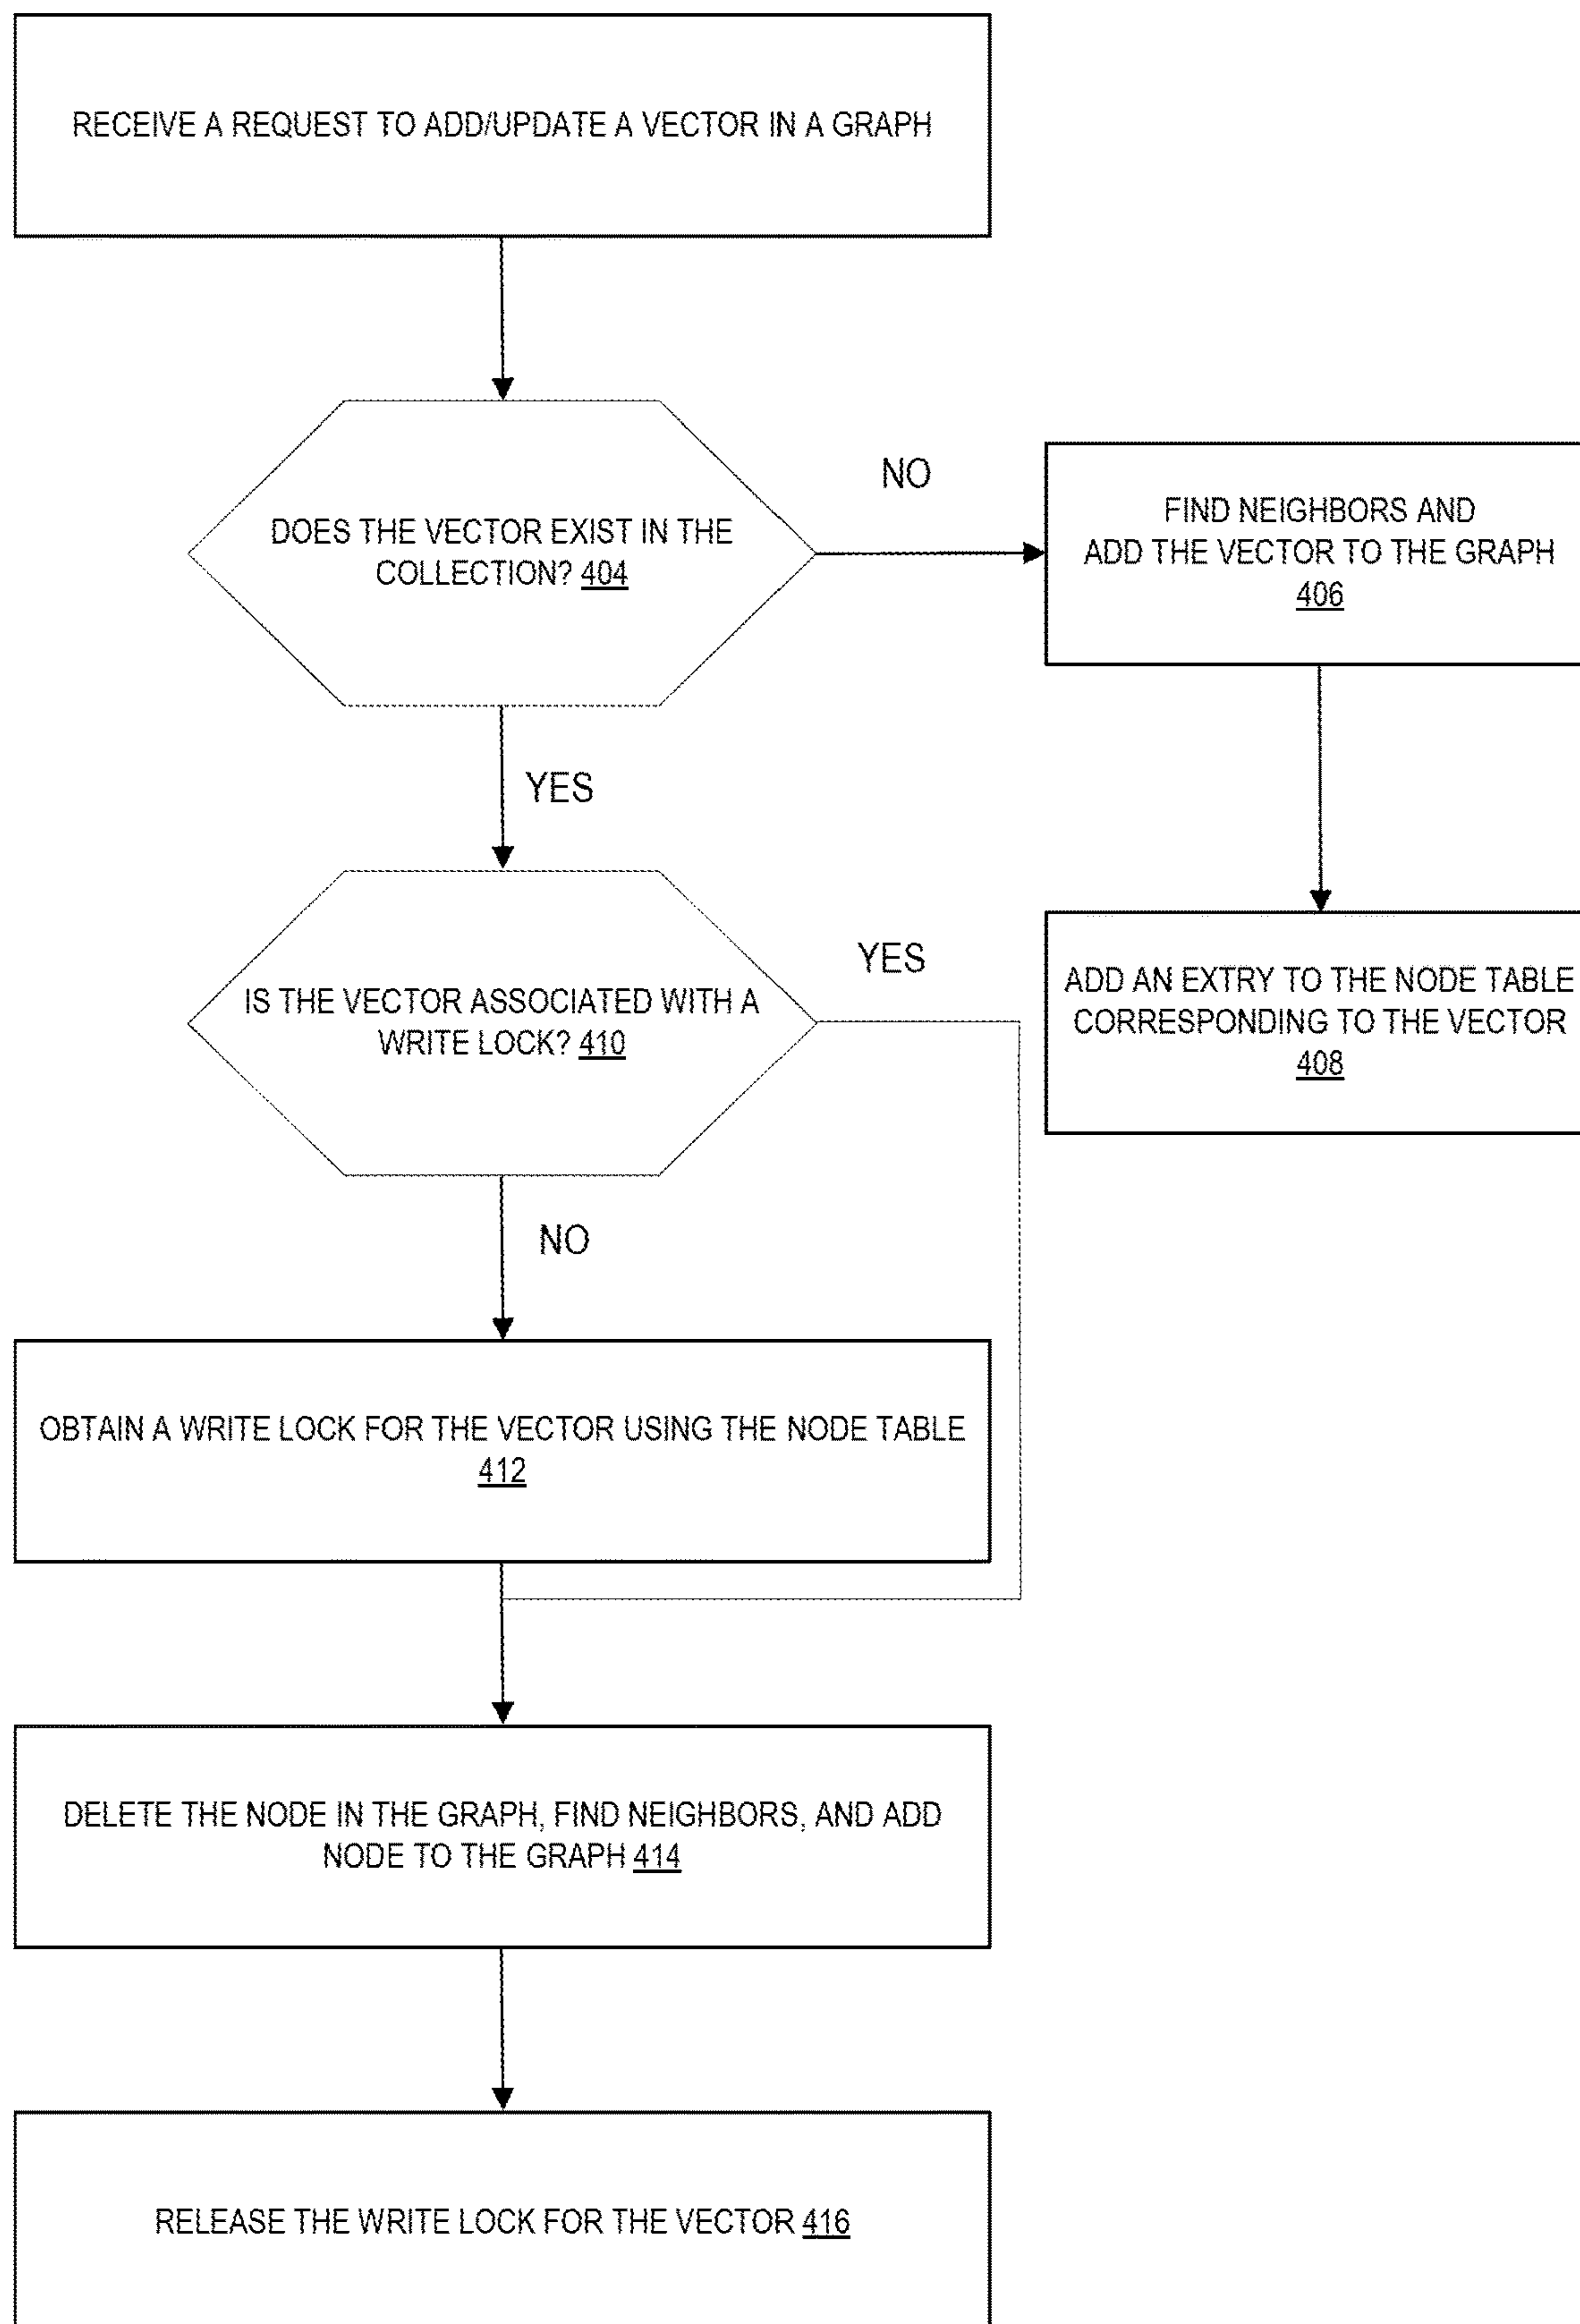 RECEIVE A REQUEST TO ADD/UPDATE A VECTOR IN A GRAPH
DOES THE VECTOR EXIST IN THE
COLLECTION? 404
NO
FIND NEIGHBORS AND
ADD THE VECTOR TO THE GRAPH
406
YES
IS THE VECTOR ASSOCIATED WITH A
WRITE LOCK? 410
YES
ADD AN EXTRY TO THE NODE TABLE
CORRESPONDING TO THE VECTOR
408
NO
OBTAIN A WRITE LOCK FOR THE VECTOR USING THE NODE TABLE
412
DELETE THE NODE IN THE GRAPH, FIND NEIGHBORS, AND ADD
NODE TO THE GRAPH 414
RELEASE THE WRITE LOCK FOR THE VECTOR 416